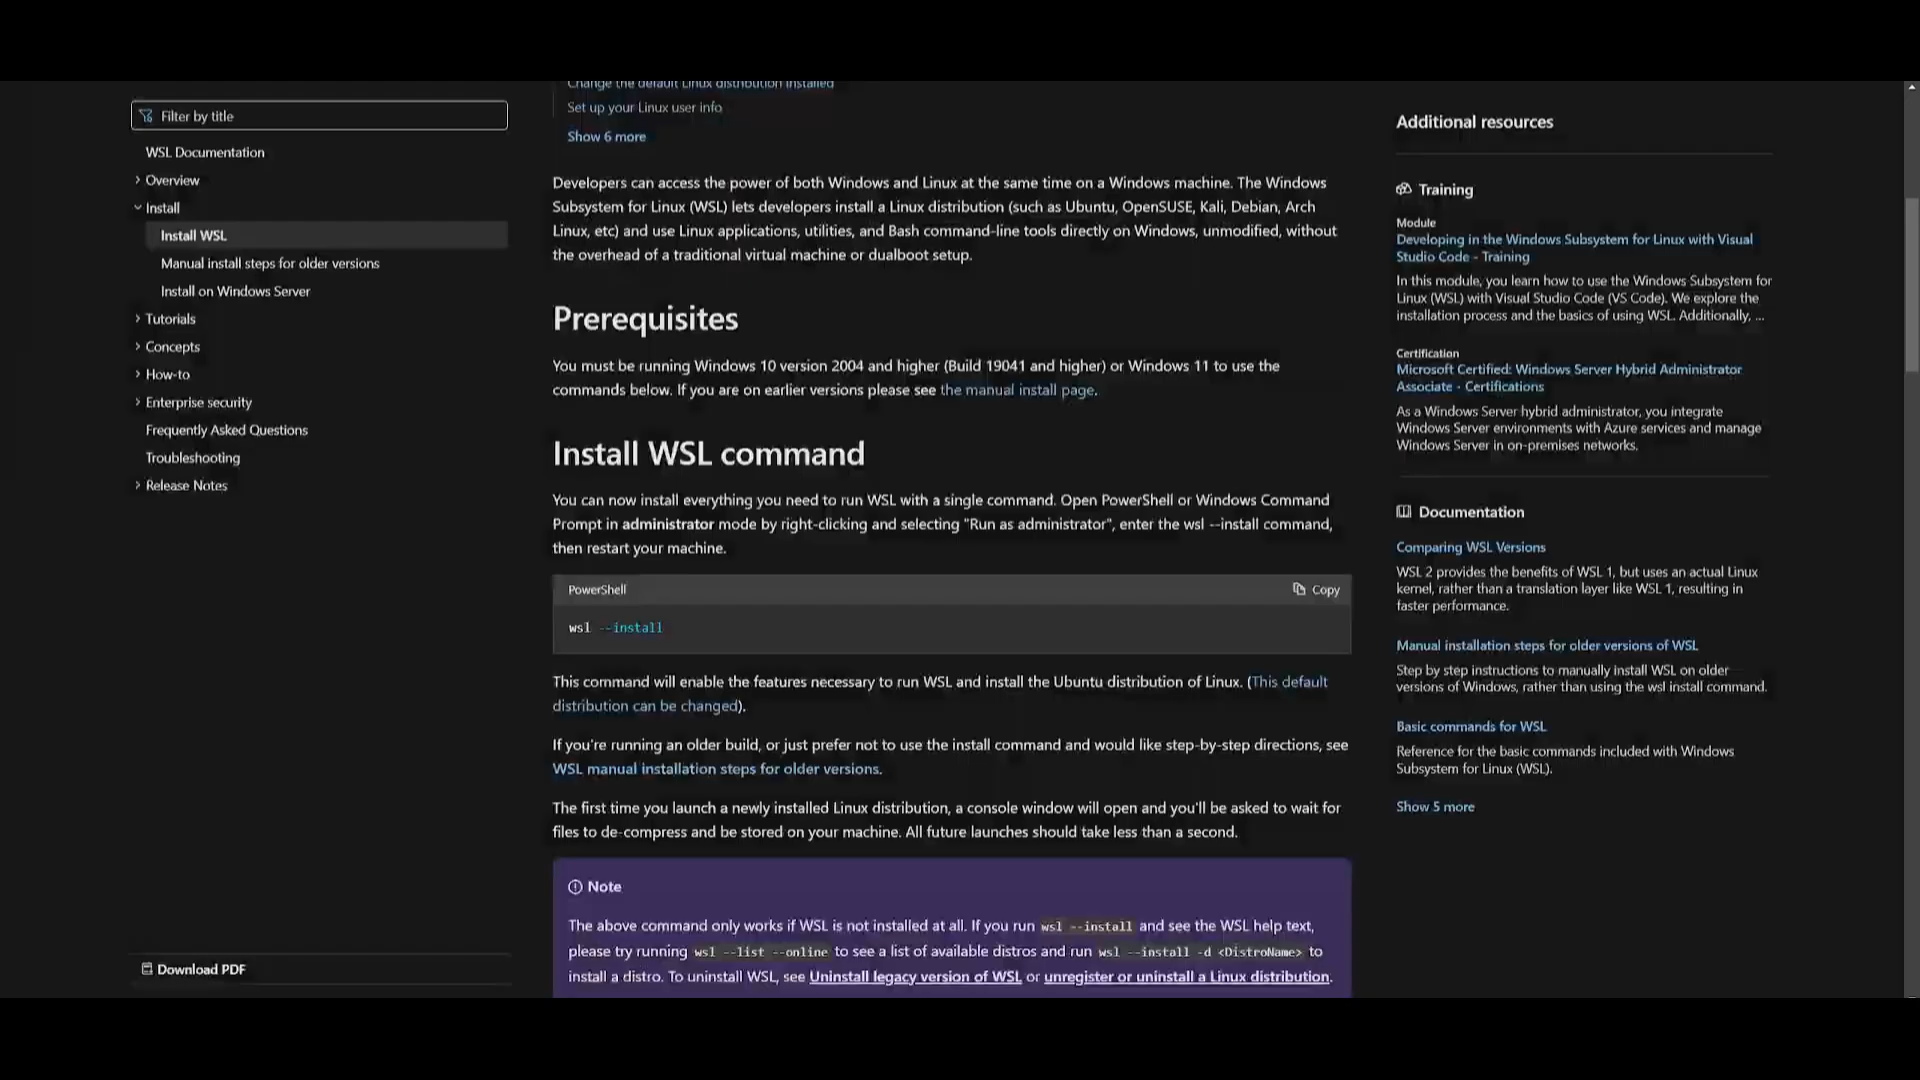 Filter by title
WSL Documentation
Overview
Install
Install WSL
Manual install steps for older versions
Install on Windows Server
Tutorials
Concepts
How-to
Enterprise security
Frequently Asked Questions
Troubleshooting
Release Notes
Download PDF
Change the default Linux distribution installed
Set up your Linux user info
Show 6 more
Developers can access the power of both Windows and Linux at the same time on a Windows machine. The Windows
Subsystem for Linux (WSL) lets developers install a Linux distribution (such as Ubuntu, OpenSUSE, Kali, Debian, Arch
Linux, etc) and use Linux applications, utilities, and Bash command-line tools directly on Windows, unmodified, without
the overhead of a traditional virtual machine or dualboot setup.
Prerequisites
You must be running Windows 10 version 2004 and higher (Build 19041 and higher) or Windows 11 to use the
commands below. If you are on earlier versions please see the manual install page.
Install WSL command
You can now install everything you need to run WSL with a single command. Open PowerShell or Windows Command
Prompt in administrator mode by right-clicking and selecting "Run as administrator", enter the wsl --install command,
then restart your machine.
PowerShell
Copy
wsl --install
This command will enable the features necessary to run WSL and install the Ubuntu distribution of Linux. (This default
distribution can be changed).
If you're running an older build, or just prefer not to use the install command and would like step-by-step directions, see
WSL manual installation steps for older versions.
The first time you launch a newly installed Linux distribution, a console window will open and you'll be asked to wait for
files to de-compress and be stored on your machine. All future launches should take less than a second.
Note
The above command only works if WSL is not installed at all. If you run wsl --install and see the WSL help text,
please try running wsl --list --online to see a list of available distros and run wsl --install -d <DistroName> to
install a distro. To uninstall WSL, see Uninstall legacy version of WSL or unregister or uninstall a Linux distribution.
Additional resources
Training
Module
Developing in the Windows Subsystem for Linux with Visual
Studio Code - Training
In this module, you learn how to use the Windows Subsystem for
Linux (WSL) with Visual Studio Code (VS Code). We explore the
installation process and the basics of using WSL. Additionally, ...
Certification
Microsoft Certified: Windows Server Hybrid Administrator
Associate - Certifications
As a Windows Server hybrid administrator, you integrate
Windows Server environments with Azure services and manage
Windows Server in on-premises networks.
Documentation
Comparing WSL Versions
WSL 2 provides the benefits of WSL 1, but uses an actual Linux
kernel, rather than a translation layer like WSL 1, resulting in
faster performance.
Manual installation steps for older versions of WSL
Step by step instructions to manually install WSL on older
versions of Windows, rather than using the wsl install command.
Basic commands for WSL
Reference for the basic commands included with Windows
Subsystem for Linux (WSL).
Show 5 more